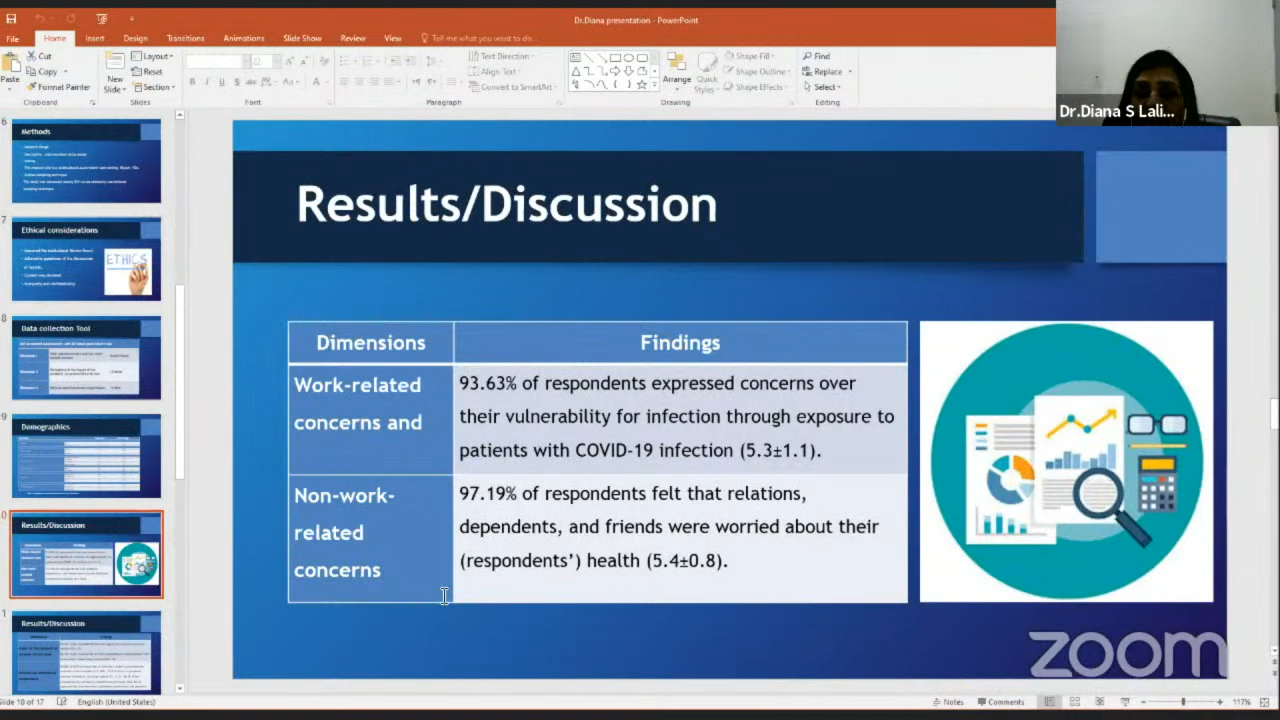 Dr.Diana presentation - PowerPoint
File Home Insert Design Transitions Animations Slide Show Review View Tell me what you want to do...
Paste
Cut
Copy
Format Painter
Clipboard
New
Slide
Layout
Reset
Section
Slides
Font
Text Direction
Align Text
Convert to SmartArt
Paragraph
Arrange
Quick
Styles
Shape Fill
Shape Outline
Shape Effects
Drawing
Find
Replace
Select
Editing
Dr.Diana S Lali...
6
Methods
7
Ethical considerations
ETHICS
8
Data collection Tool
9
Demographics
0
Results/Discussion
1
Results/Discussion
Results/Discussion
Dimensions
Findings
Work-related
concerns and
93.63% of respondents expressed concerns over
their vulnerability for infection through exposure to
patients with COVID-19 infection (5.3±1.1).
Non-work-
related
concerns
97.19% of respondents felt that relations,
dependents, and friends were worried about their
(respondents’) health (5.4±0.8).
zoom
Slide 10 of 17 English (United States)
Notes Comments 117%